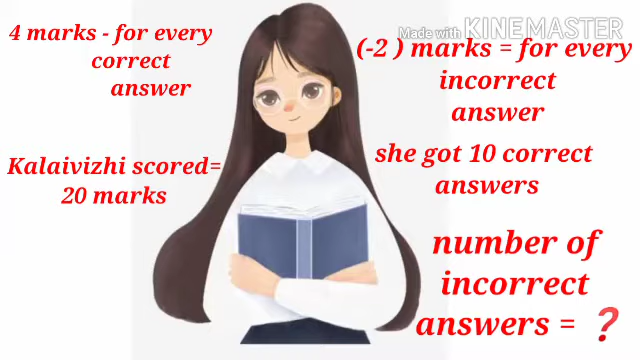 4 marks - for every
correct
answer
Made with KINEMASTER
(-2 ) marks = for every
incorrect
answer
Kalaivizhi scored=
20 marks
she got 10 correct
answers
number of
incorrect
answers = ❓